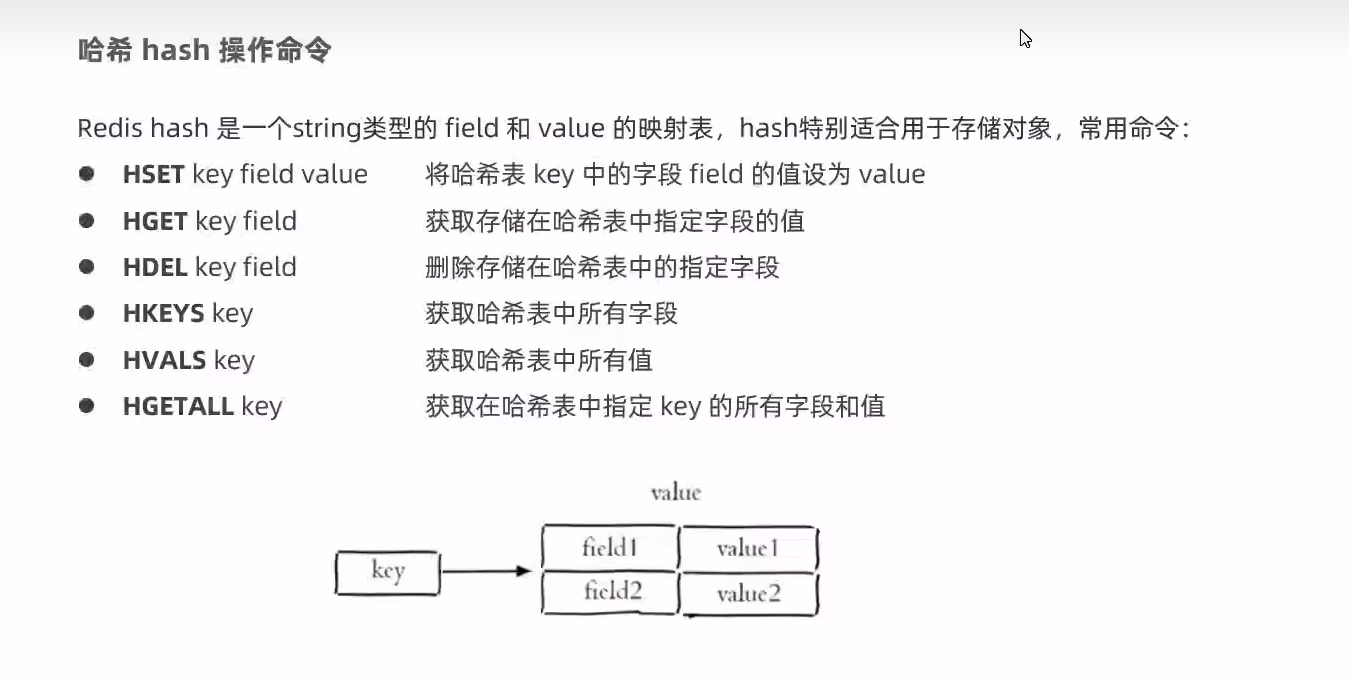 哈希 hash 操作命令
Redis hash 是一个string类型的 field 和 value 的映射表，hash特别适合用于存储对象，常用命令：
HSET key field value 将哈希表 key 中的字段 field 的值设为 value
HGET key field 获取存储在哈希表中指定字段的值
HDEL key field 删除存储在哈希表中的指定字段
HKEYS key 获取哈希表中所有字段
HVALS key 获取哈希表中所有值
HGETALL key 获取在哈希表中指定 key 的所有字段和值
value
key
field1 value1
field2 value2